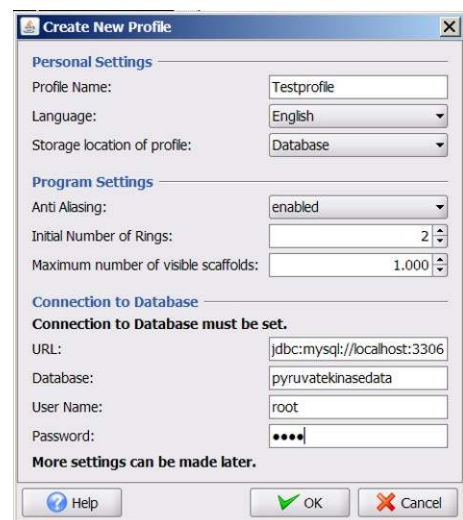 Create New Profile
Personal Settings
Profile Name: Testprofile
Language: English
Storage location of profile: Database
Program Settings
Anti Aliasing: enabled
Initial Number of Rings: 2
Maximum number of visible scaffolds: 1.000
Connection to Database
Connection to Database must be set.
URL: jdbc:mysql://localhost:3306
Database: pyruvatekinasedata
User Name: root
Password: ••••
More settings can be made later.
Help OK Cancel